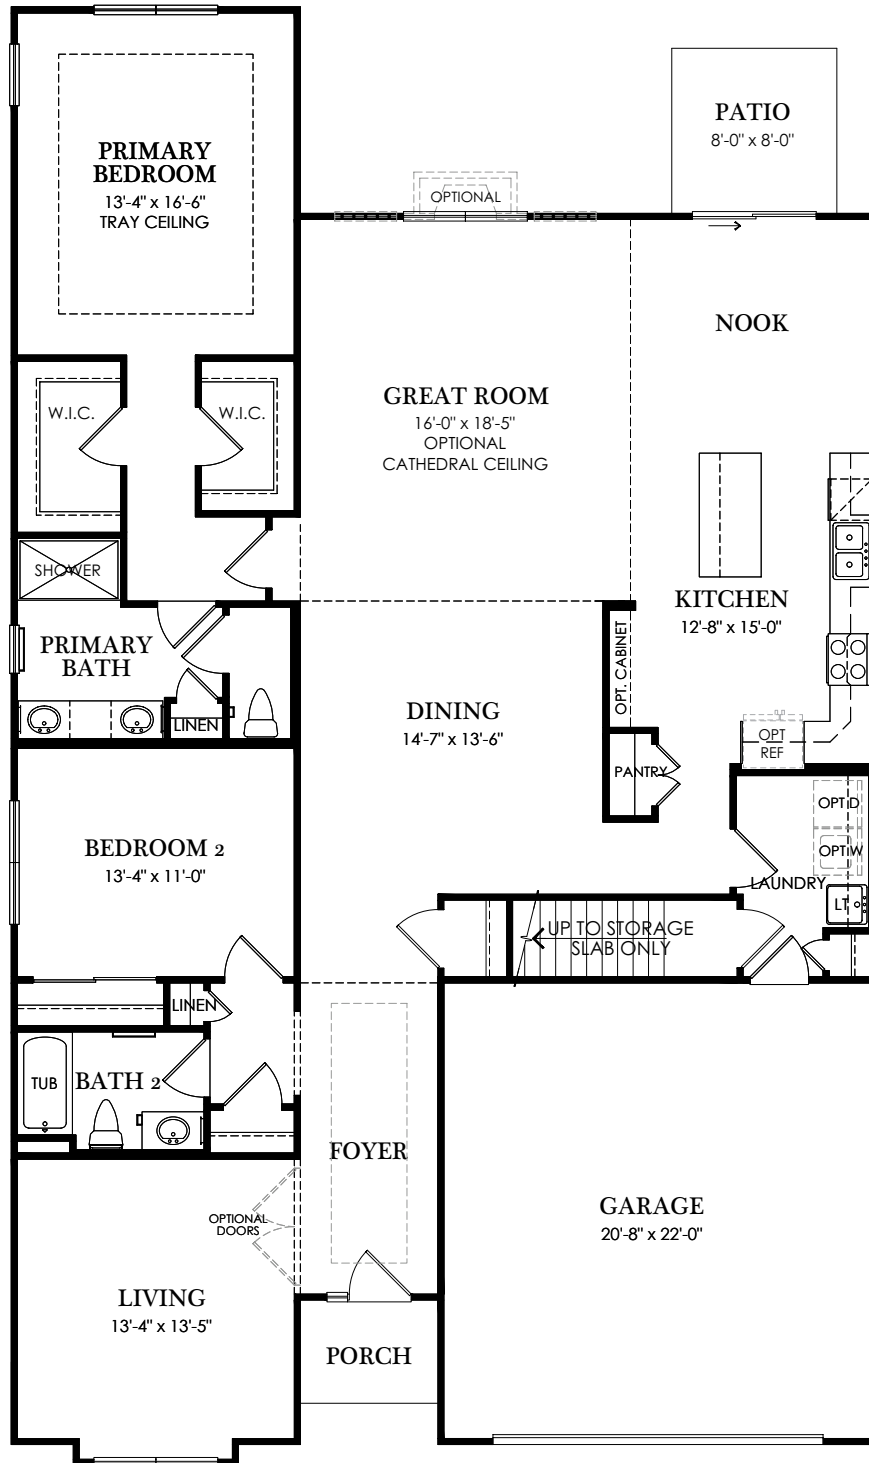 PATIO
8'-0" x 8'-0"
PRIMARY
BEDROOM
13'-4" x 16'-6"
TRAY CEILING
OPTIONAL
NOOK
GREAT ROOM
16'-0" x 18'-5"
OPTIONAL
CATHEDRAL CEILING
W.I.C.
W.I.C.
SHOWER
KITCHEN
12'-8" x 15'-0"
PRIMARY
BATH
OPT. CABINET
LINEN
DINING
14'-7" x 13'-6"
OPT
REF
PANTRY
OPT D
OPT W
BEDROOM 2
13'-4" x 11'-0"
LAUNDRY
LT
UP TO STORAGE
SLAB ONLY
LINEN
TUB
BATH 2
FOYER
OPTIONAL
DOORS
GARAGE
20'-8" x 22'-0"
LIVING
13'-4" x 13'-5"
PORCH